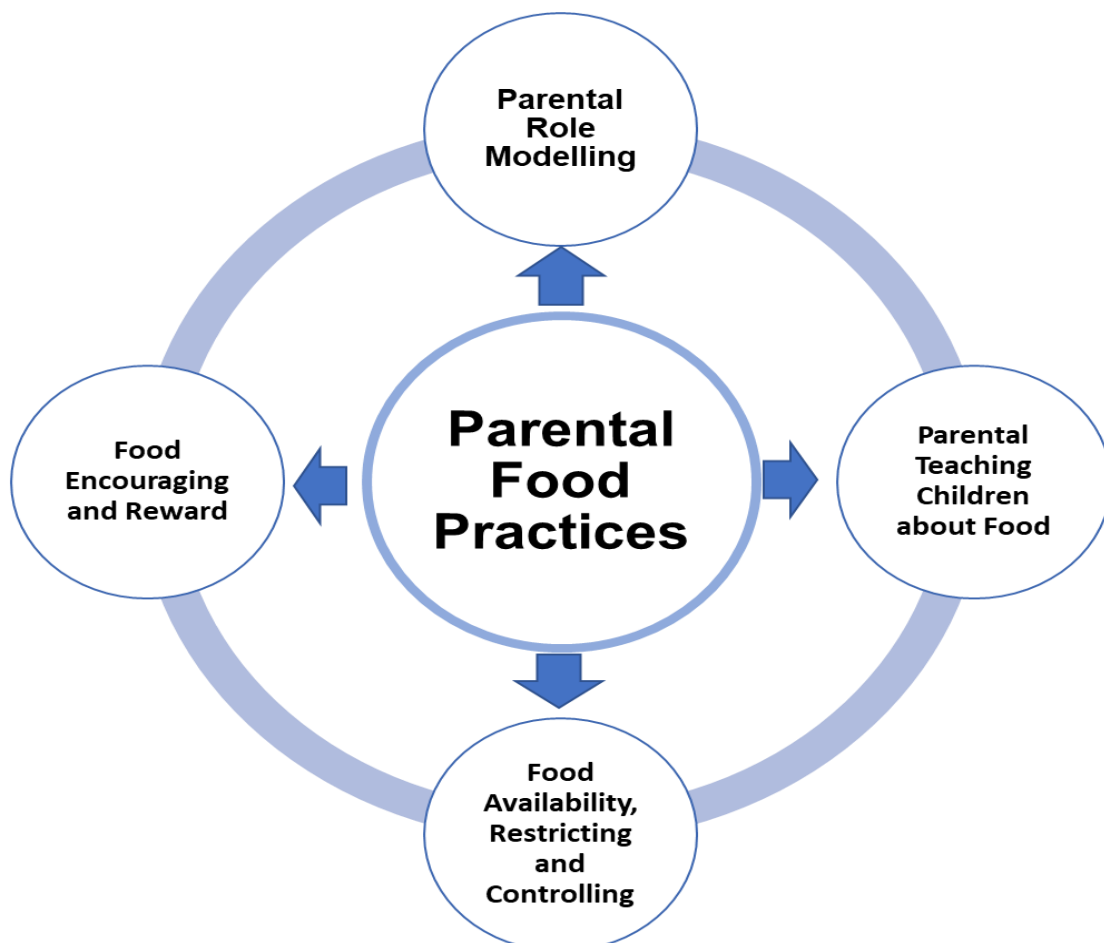 Parental
Role
Modelling
Food
Encouraging
and Reward
Parental
Food
Practices
Parental
Teaching
Children
about Food
Food
Availability,
Restricting
and
Controlling